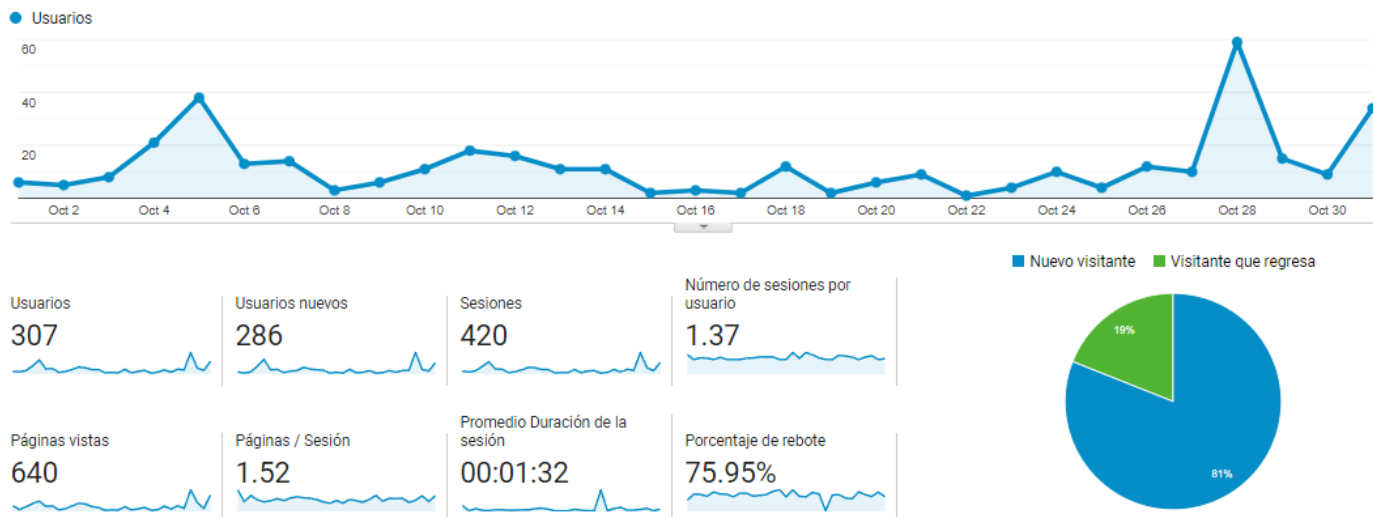 Usuarios
60
40
20
Oct 2 Oct 4 Oct 6 Oct 8 Oct 10 Oct 12 Oct 14 Oct 16 Oct 18 Oct 20 Oct 22 Oct 24 Oct 26 Oct 28 Oct 30
Nuevo visitante Visitante que regresa
Usuarios
307
Usuarios nuevos
286
Sesiones
420
Número de sesiones por
usuario
1.37
Páginas vistas
640
Páginas / Sesión
1.52
Promedio Duración de la
sesión
00:01:32
Porcentaje de rebote
75.95%
19%
81%